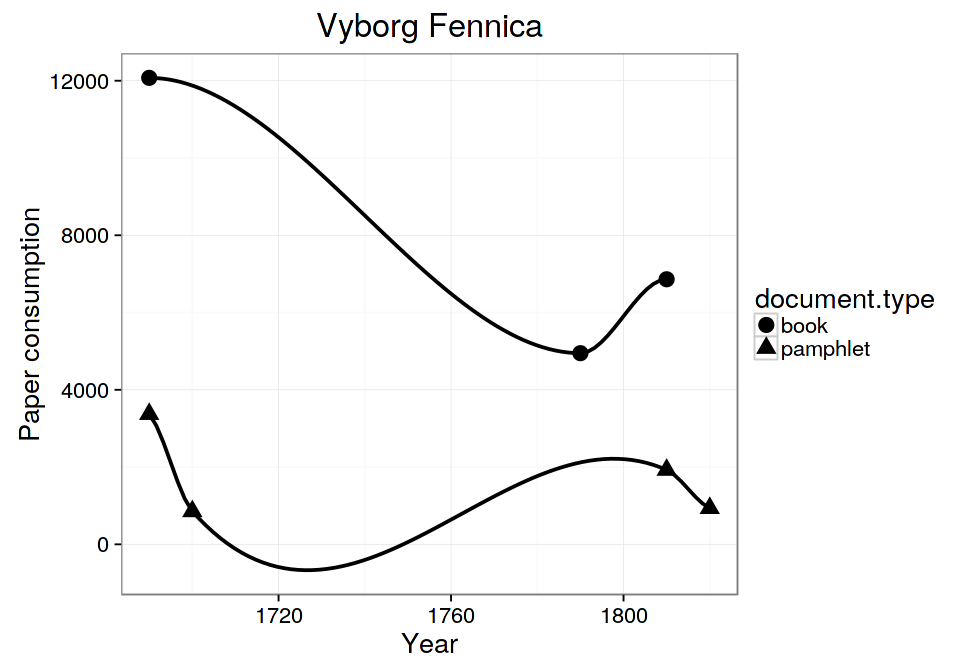 Vyborg Fennica
12000
8000
4000
0
Paper consumption
1720
1760
1800
Year
document.type
book
pamphlet